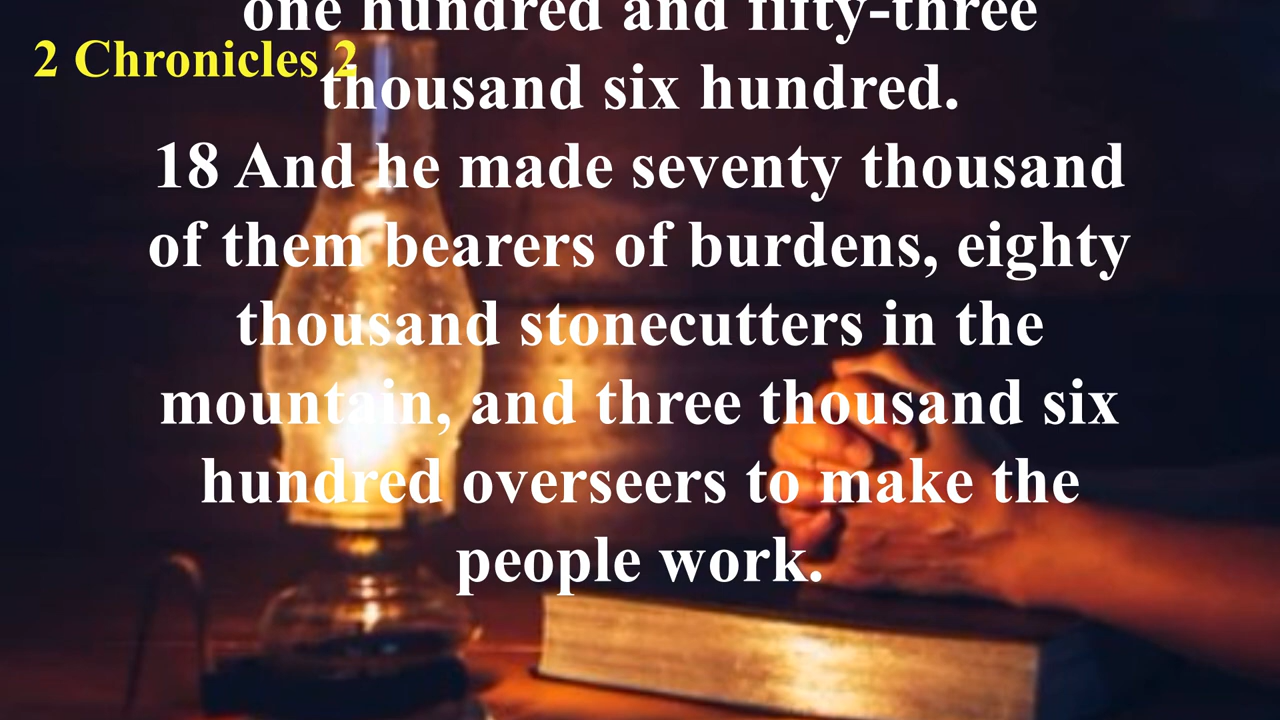 one hundred and fifty-three
2 Chronicles 2
thousand six hundred.
18 And he made seventy thousand
of them bearers of burdens, eighty
thousand stonecutters in the
mountain, and three thousand six
hundred overseers to make the
people work.